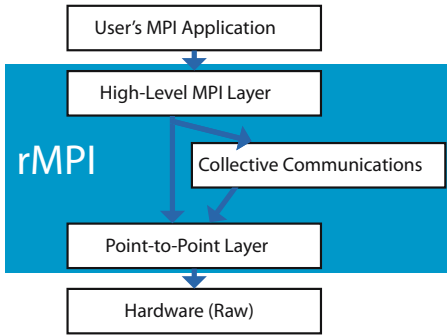 User's MPI Application
High-Level MPI Layer
rMPI
Collective Communications
Point-to-Point Layer
Hardware (Raw)